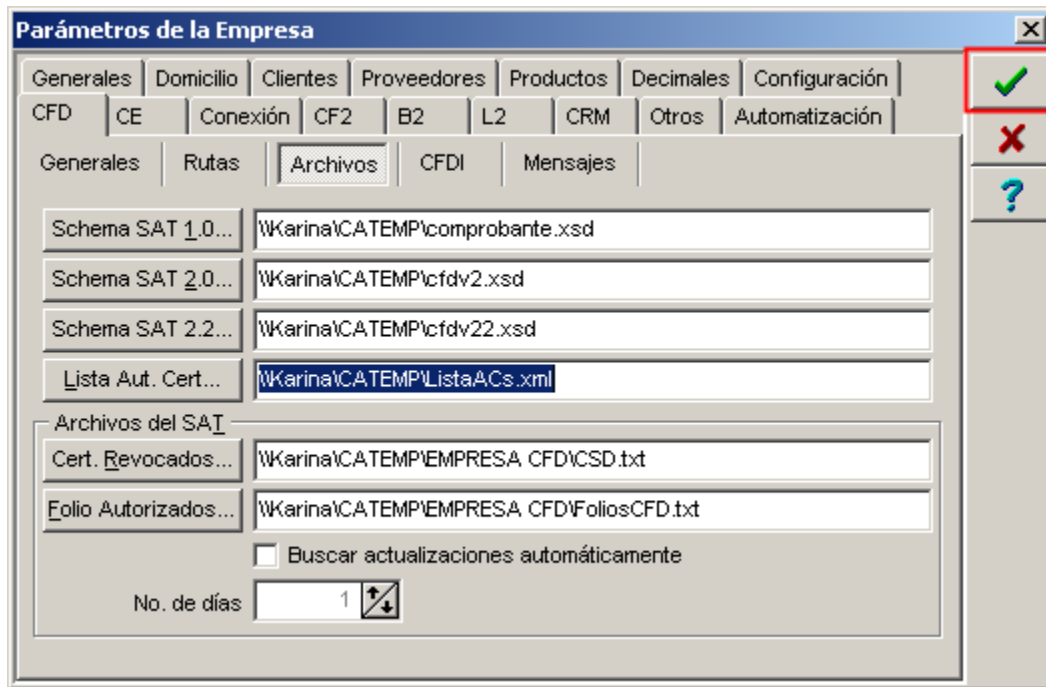 Parámetros de la Empresa
Generales Domicilio Clientes Proveedores Productos Decimales Configuración
CFD CE Conexión CF2 B2 L2 CRM Otros Automatización
Generales Rutas Archivos CFDI Mensajes
Schema SAT 1.0... \\Karina\CATEMP\comprobante.xsd
Schema SAT 2.0... \\Karina\CATEMP\cfdv2.xsd
Schema SAT 2.2... \\Karina\CATEMP\cfdv22.xsd
Lista Aut. Cert... \\Karina\CATEMP\ListaACs.xml
Archivos del SAT
Cert. Revocados... \\Karina\CATEMP\EMPRESA CFD\CSD.txt
Folio Autorizados... \\Karina\CATEMP\EMPRESA CFD\FoliosCFD.txt
Buscar actualizaciones automáticamente
No. de días 1